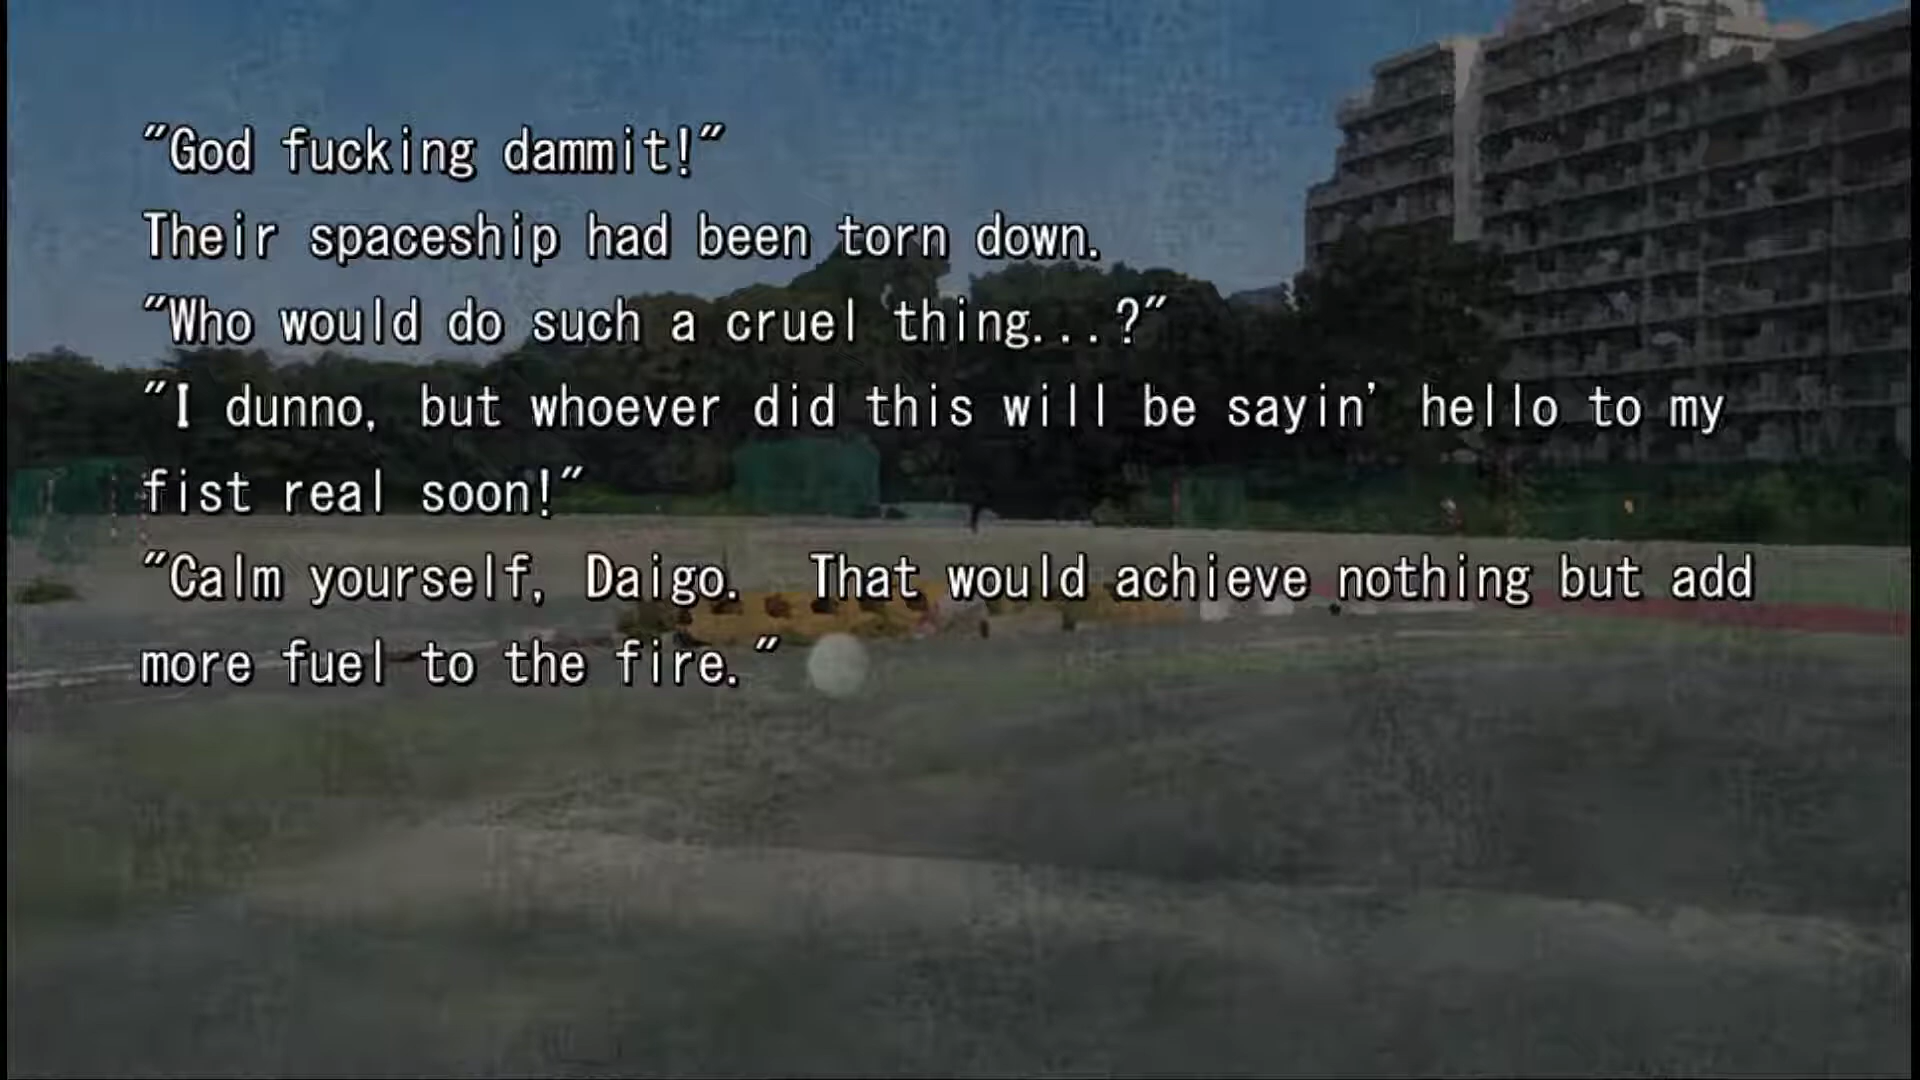 "God fucking dammit!"
Their spaceship had been torn down.
"Who would do such a cruel thing...?"
"I dunno, but whoever did this will be sayin' hello to my
fist real soon!"
"Calm yourself, Daigo.  That would achieve nothing but add
more fuel to the fire."